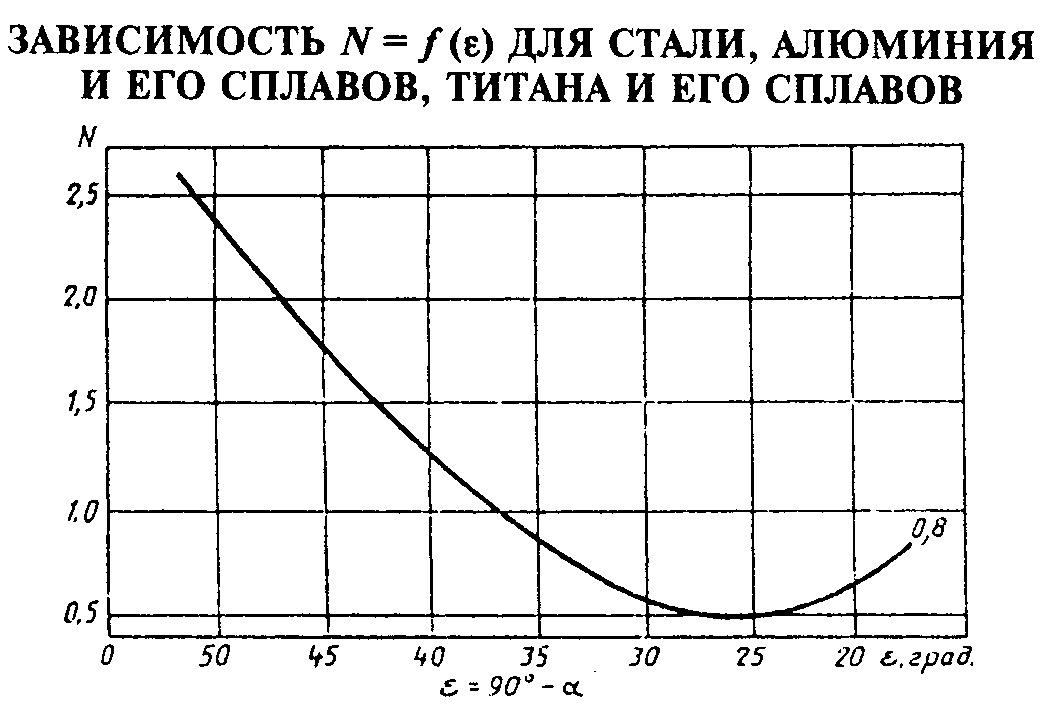 ЗАВИСИМОСТЬ N = f (ε) ДЛЯ СТАЛИ, АЛЮМИНИЯ
И ЕГО СПЛАВОВ, ТИТАНА И ЕГО СПЛАВОВ
N
2,5
2,0
1,5
1,0
0,8
0,5
0 50 45 40 35 30 25 20 ε, град.
ε = 90° - α